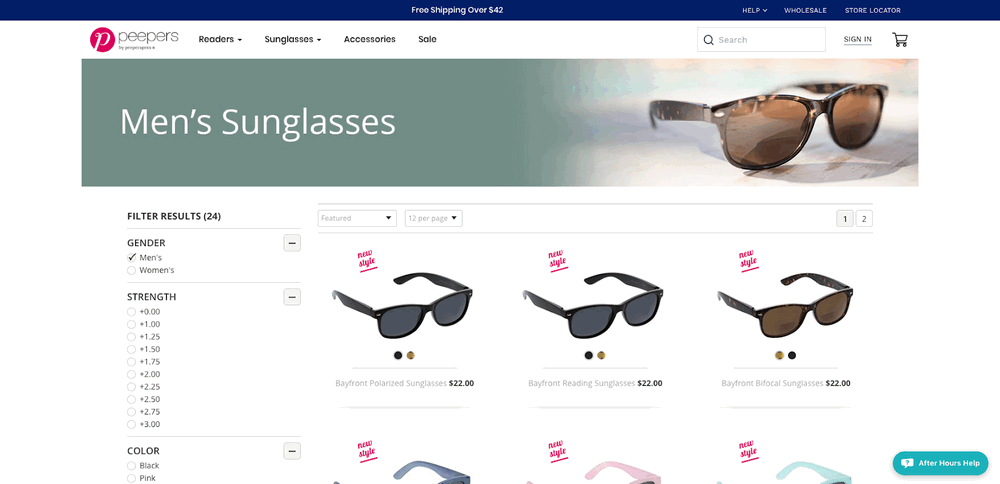 Free Shipping Over $42
HELP
WHOLESALE
STORE LOCATOR
peepers
by peeperspecs
Readers
Sunglasses
Accessories
Sale
Search
SIGN IN
Men's Sunglasses
FILTER RESULTS (24)
Featured
12 per page
1
2
GENDER
Men's
Women's
STRENGTH
+0.00
+1.00
+1.25
+1.50
+1.75
+2.00
+2.25
+2.50
+2.75
+3.00
COLOR
Black
Pink
new
style
new
style
new
style
Bayfront Polarized Sunglasses $22.00
Bayfront Reading Sunglasses $22.00
Bayfront Bifocal Sunglasses $22.00
new
style
new
style
new
style
After Hours Help